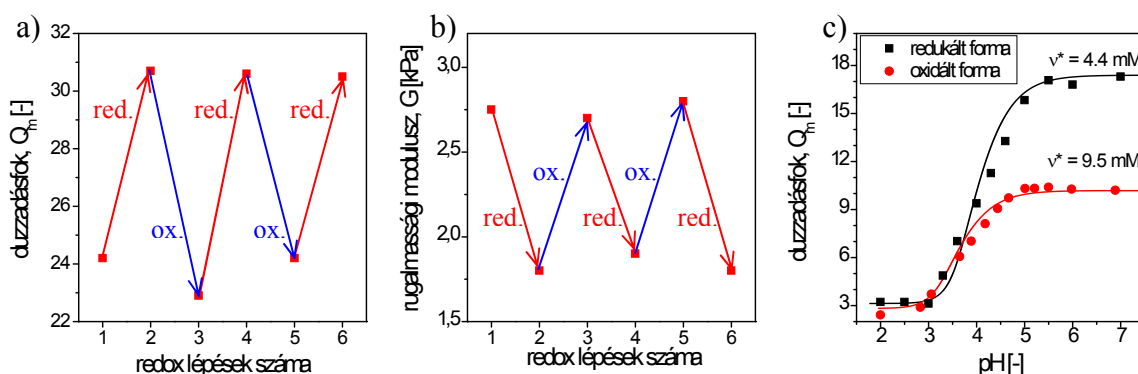 a)
duzzadásfok, Q_m [-]
32
30
28
26
24
22
red.
red.
red.
ox.
ox.
1 2 3 4 5 6
redox lépések száma
b)
rugalmassági modulusz, G [kPa]
3,0
2,5
2,0
1,5
red.
ox.
red.
ox.
red.
1 2 3 4 5 6
redox lépések száma
c)
duzzadásfok, Q_m [-]
18
15
12
9
6
3
redukált forma
oxidált forma
ν* = 4.4 mM
ν* = 9.5 mM
2 3 4 5 6 7
pH [-]